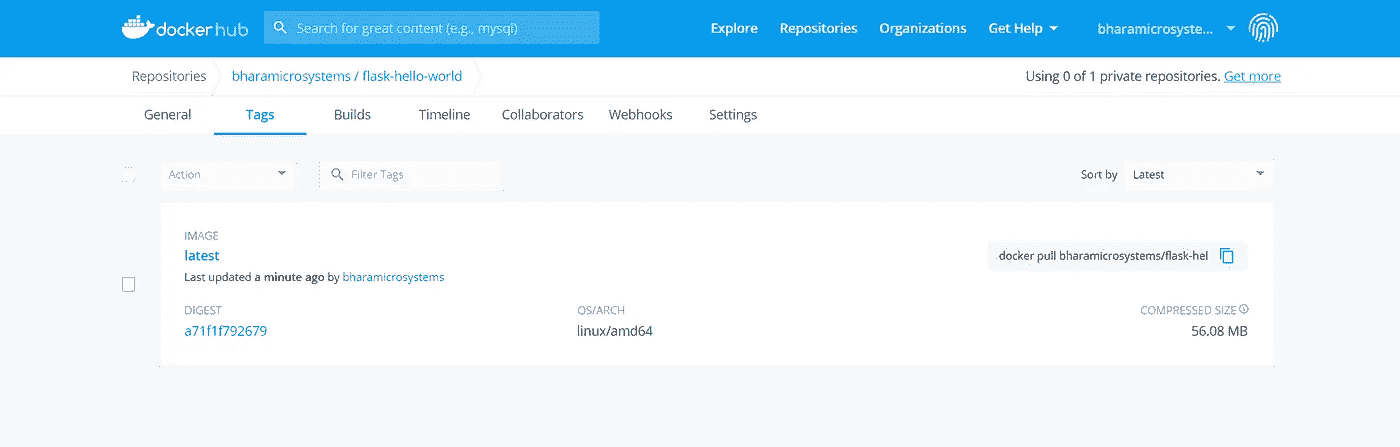 docker hub Search for great content (e.g., mysql) Explore Repositories Organizations Get Help bharamicrosyste...
Repositories bharamicrosystems / flask-hello-world Using 0 of 1 private repositories. Get more
General Tags Builds Timeline Collaborators Webhooks Settings
Action Filter Tags Sort by Latest
IMAGE
latest
docker pull bharamicrosystems/flask-hel
Last updated a minute ago by bharamicrosystems
DIGEST OS/ARCH COMPRESSED SIZE
a71f1f792679 linux/amd64 56.08 MB